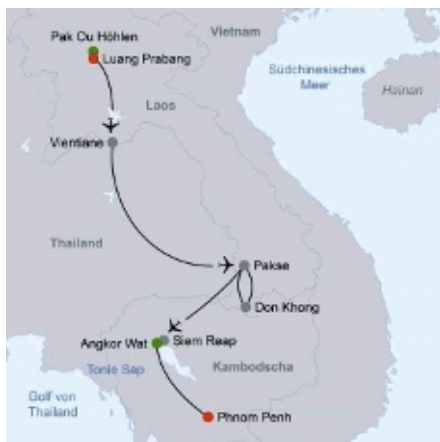 Pak Ou Höhlen
Vietnam
Luang Prabang
Südchinesisches
Meer
Hainan
Laos
Vientiane
Thailand
Pakse
Don Khong
Angkor Wat
Siem Reap
Tonle Sap
Kambodscha
Golf von
Thailand
Phnom Penh